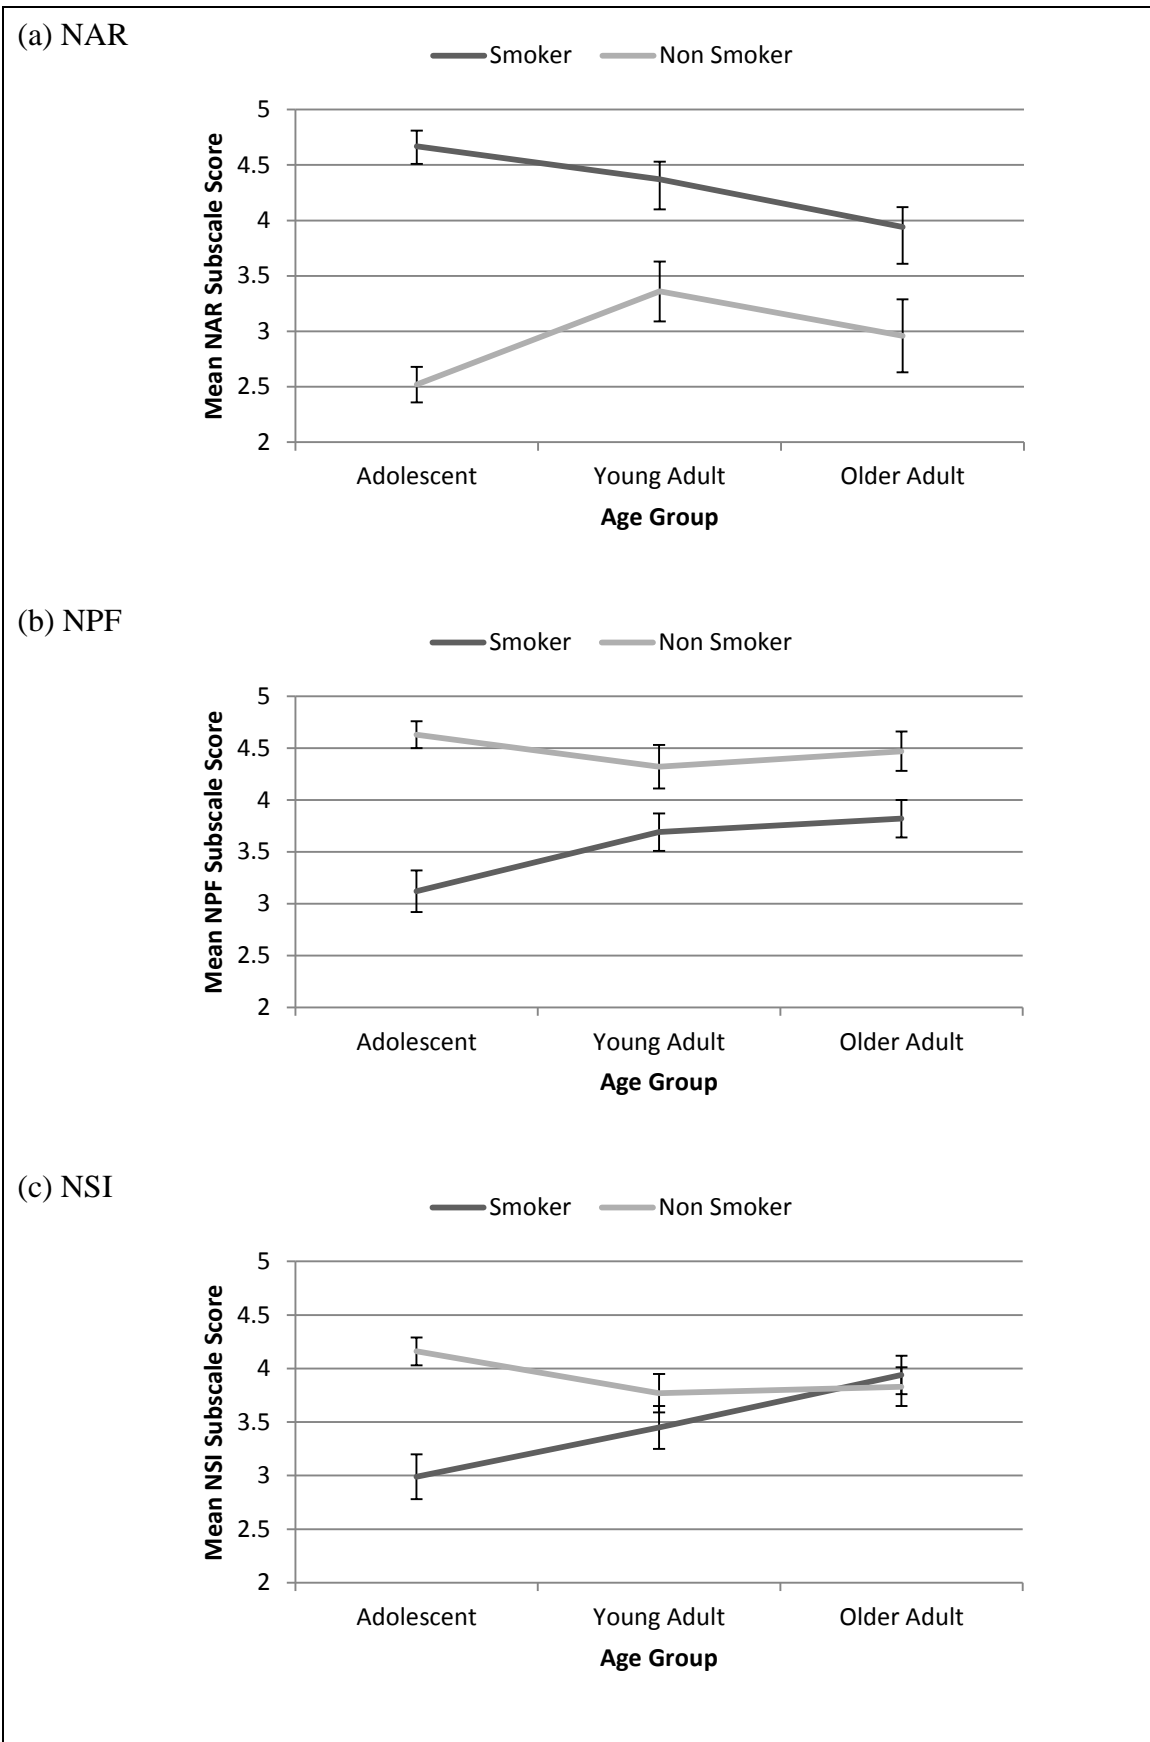 (a) NAR
Smoker Non Smoker
Mean NAR Subscale Score
5
4.5
4
3.5
3
2.5
2
Adolescent Young Adult Older Adult
Age Group
(b) NPF
Smoker Non Smoker
Mean NPF Subscale Score
5
4.5
4
3.5
3
2.5
2
Adolescent Young Adult Older Adult
Age Group
(c) NSI
Smoker Non Smoker
Mean NSI Subscale Score
5
4.5
4
3.5
3
2.5
2
Adolescent Young Adult Older Adult
Age Group